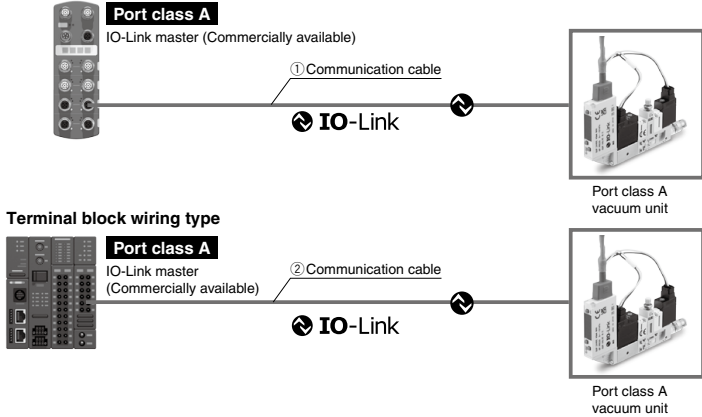 Port class A
IO-Link master (Commercially available)
①Communication cable
IO-Link
Port class A
vacuum unit
Terminal block wiring type
Port class A
IO-Link master
(Commercially available)
②Communication cable
IO-Link
Port class A
vacuum unit